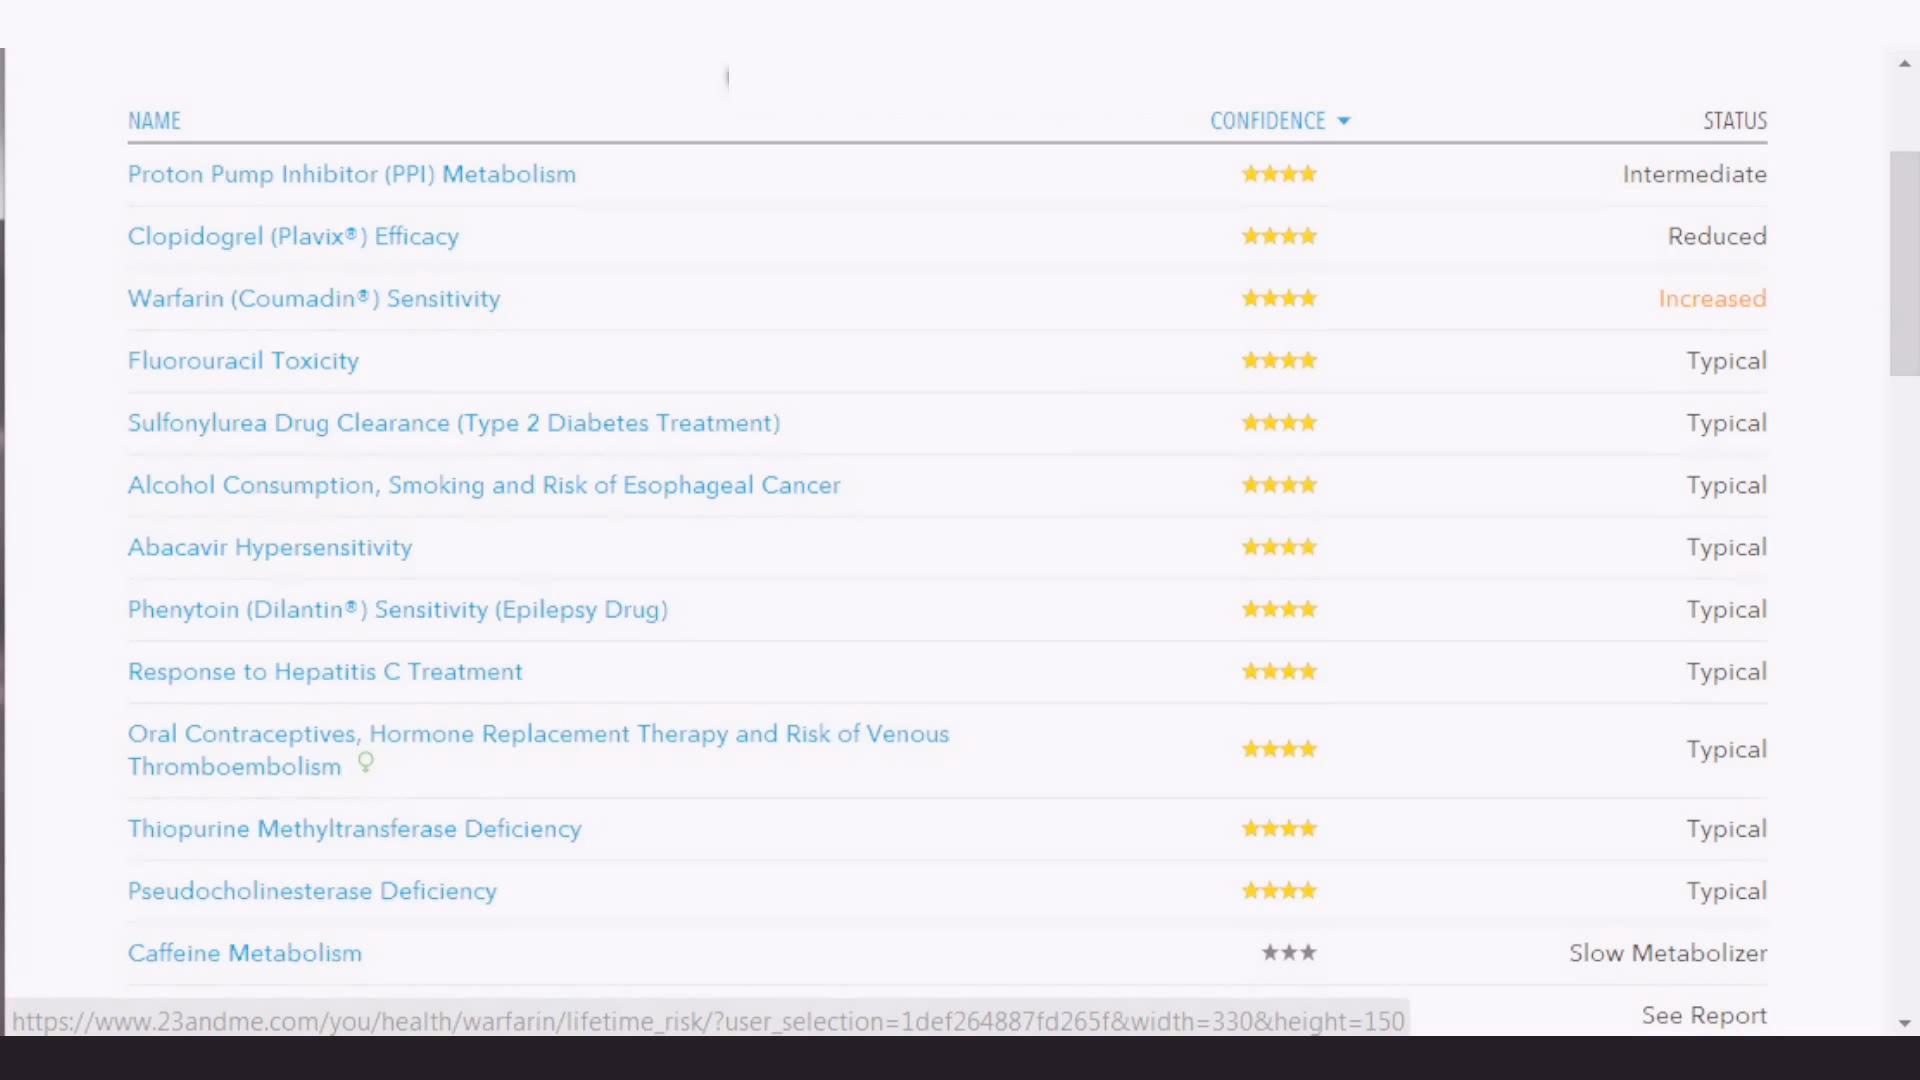 NAME CONFIDENCE STATUS
Proton Pump Inhibitor (PPI) Metabolism Intermediate
Clopidogrel (Plavix®) Efficacy Reduced
Warfarin (Coumadin®) Sensitivity Increased
Fluorouracil Toxicity Typical
Sulfonylurea Drug Clearance (Type 2 Diabetes Treatment) Typical
Alcohol Consumption, Smoking and Risk of Esophageal Cancer Typical
Abacavir Hypersensitivity Typical
Phenytoin (Dilantin®) Sensitivity (Epilepsy Drug) Typical
Response to Hepatitis C Treatment Typical
Oral Contraceptives, Hormone Replacement Therapy and Risk of Venous
Thromboembolism Typical
Thiopurine Methyltransferase Deficiency Typical
Pseudocholinesterase Deficiency Typical
Caffeine Metabolism Slow Metabolizer
See Report
https://www.23andme.com/you/health/warfarin/lifetime_risk/?user_selection=1def264887fd265f&width=330&height=150